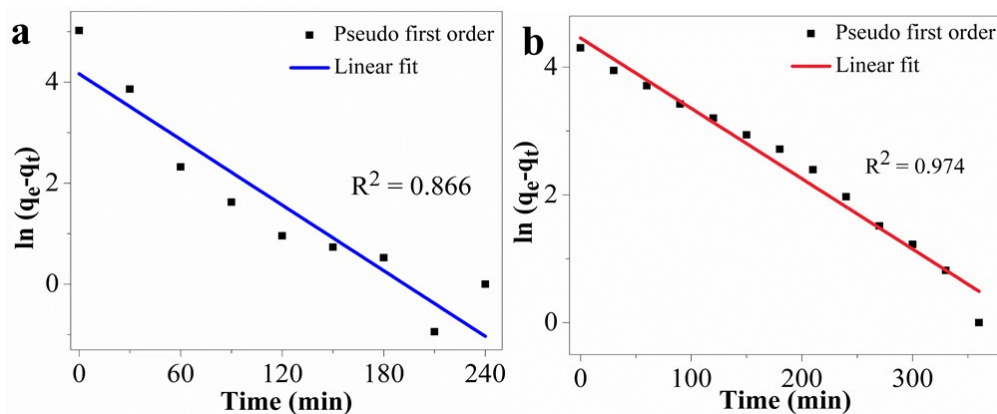 a
Pseudo first order
Linear fit
R² = 0.866
ln (qₑ-qₜ)
4
2
0
0 60 120 180 240
Time (min)
b
Pseudo first order
Linear fit
R² = 0.974
ln (qₑ-qₜ)
4
2
0
0 100 200 300
Time (min)